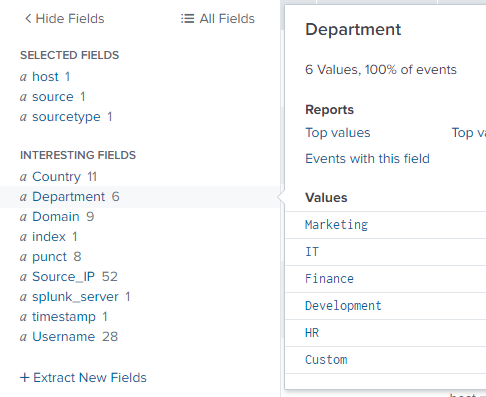 Hide Fields
All Fields
SELECTED FIELDS
a host 1
a source 1
a sourcetype 1
INTERESTING FIELDS
a Country 11
a Department 6
a Domain 9
a index 1
a punct 8
a Source_IP 52
a splunk_server 1
a timestamp 1
a Username 28
+ Extract New Fields
Department
6 Values, 100% of events
Reports
Top values
Top
Events with this field
Values
Marketing
IT
Finance
Development
HR
Custom